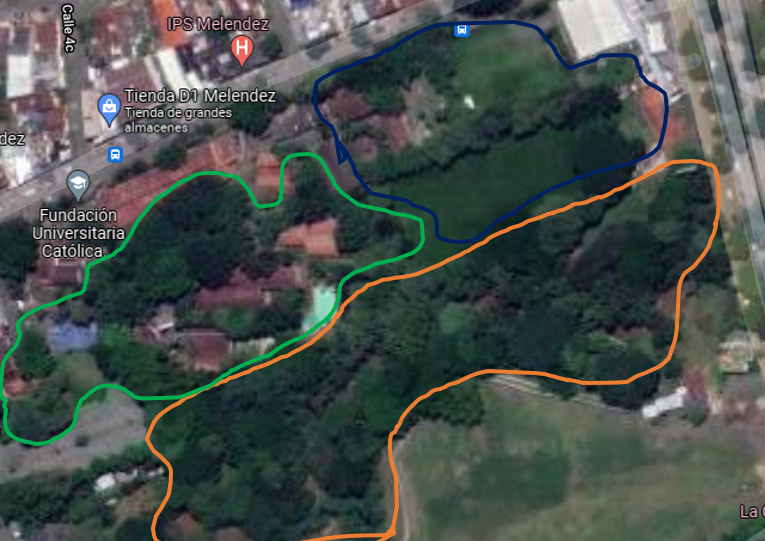 Calle 4c
IPS Melendez
H
Tienda D1 Melendez
Tienda de grandes
almacenes
dez
Fundación
Universitaria
Católica
La